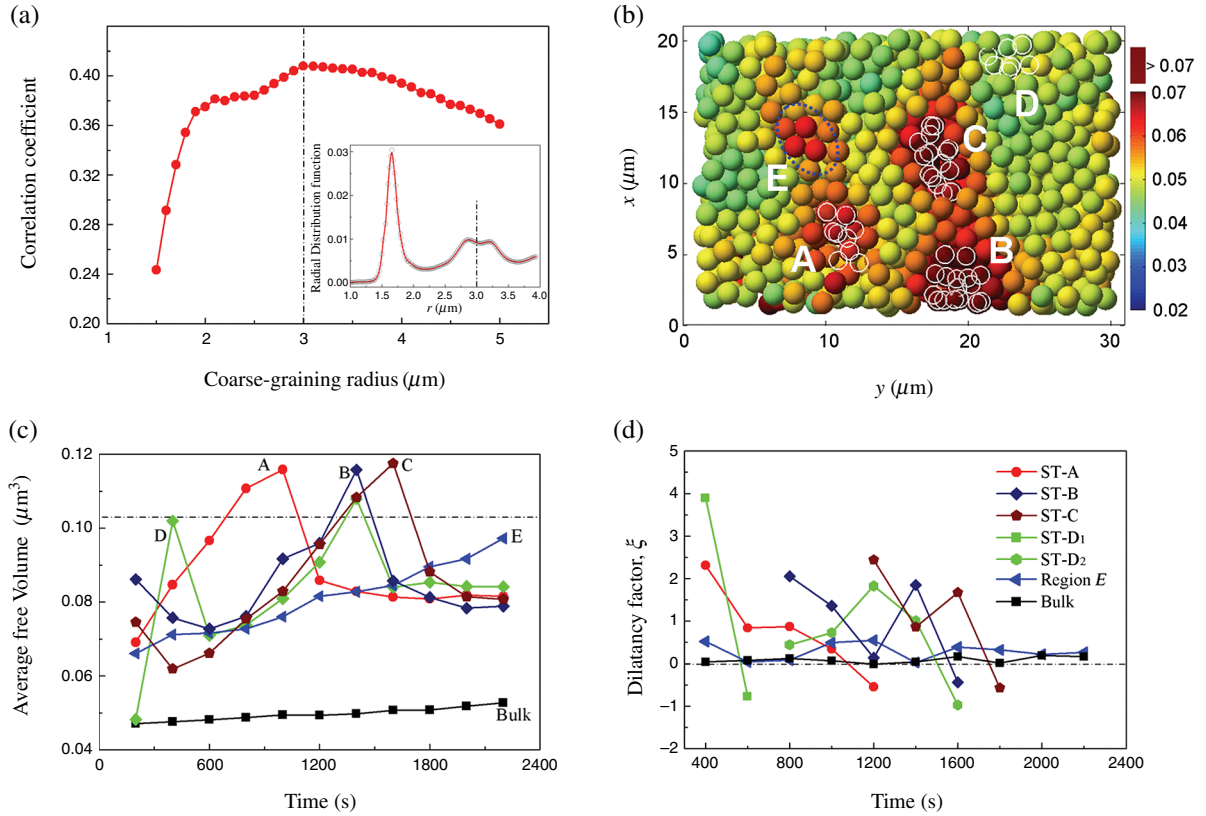 (a)
Correlation coefficient
0.40
0.36
0.32
0.28
0.24
0.20
1
2
3
4
5
Coarse-graining radius (μm)
Radial Distribution function
0.03
0.02
0.01
0.00
1.0
1.5
2.0
2.5
3.0
3.5
4.0
r (μm)
(b)
x (μm)
20
15
10
5
0
0
10
20
30
y (μm)
A
B
C
D
E
> 0.07
0.07
0.06
0.05
0.04
0.03
0.02
(c)
Average free Volume (μm³)
0.12
0.10
0.08
0.06
0.04
0
600
1200
1800
2400
Time (s)
A
B
C
D
E
Bulk
(d)
Dilatancy factor, ξ
5
4
3
2
1
0
−1
−2
400
800
1200
1600
2000
2400
Time (s)
ST-A
ST-B
ST-C
ST-D1
ST-D2
Region E
Bulk